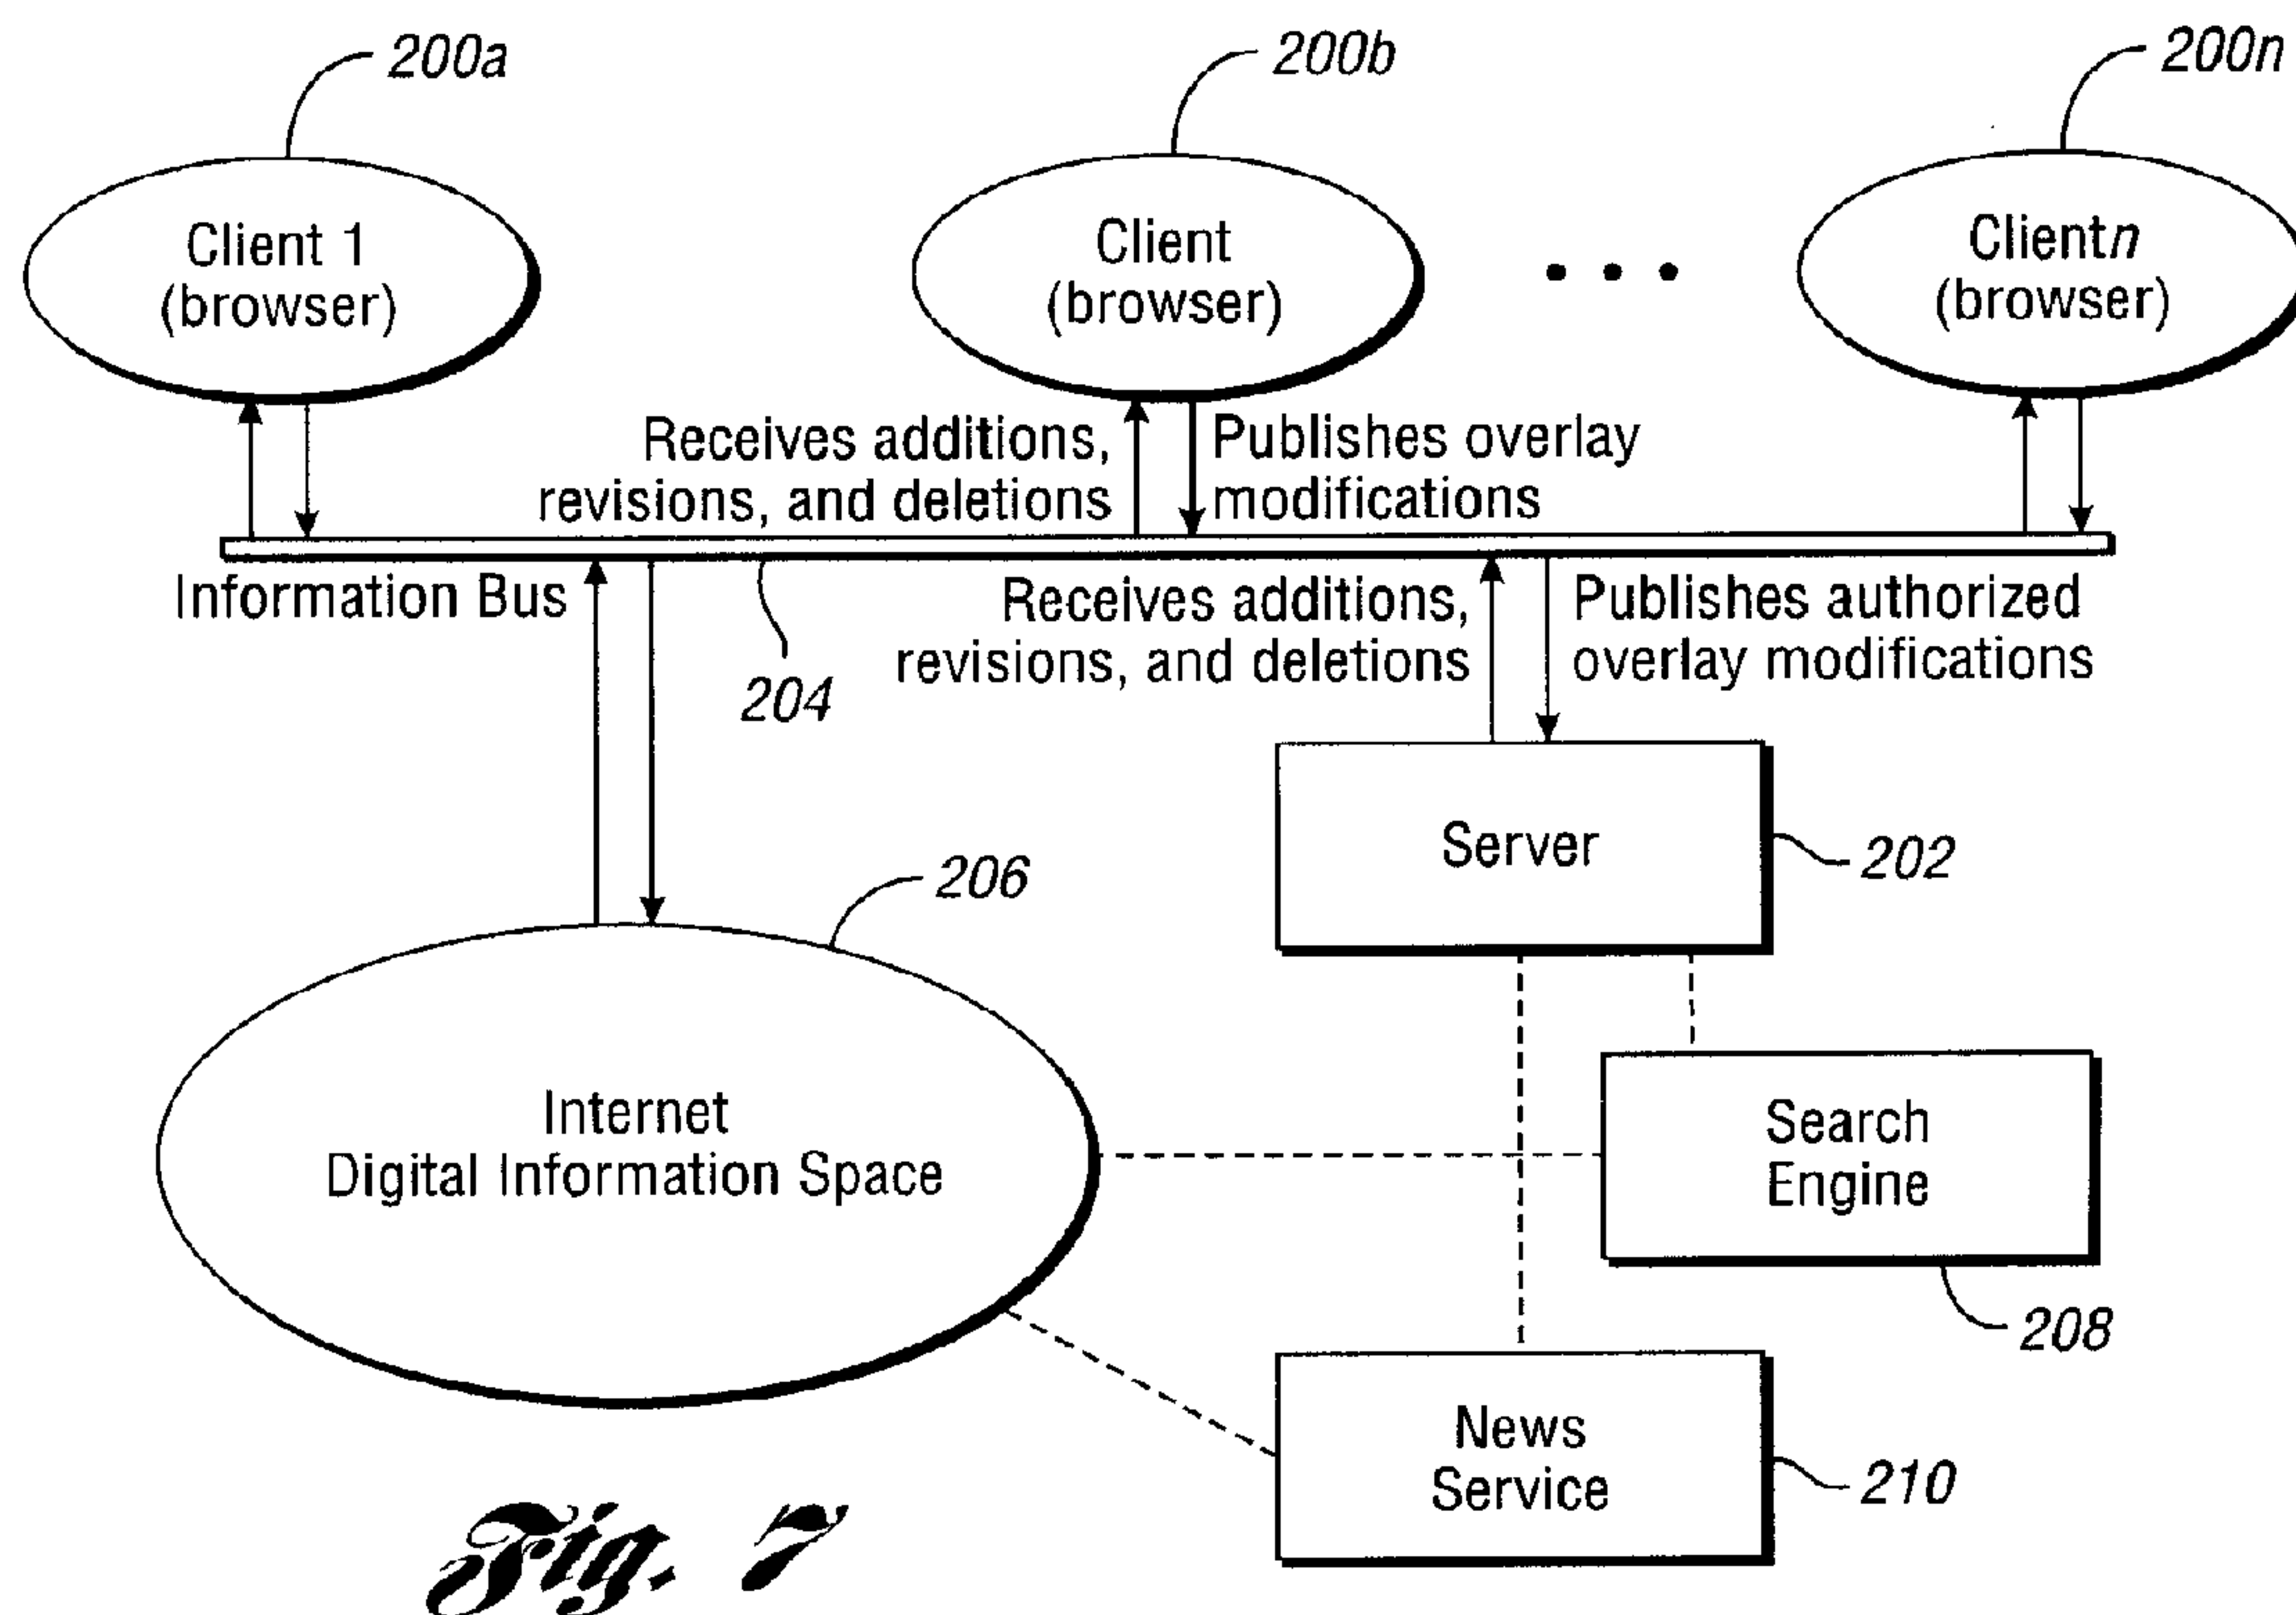 200a
200b
200n
Client 1
(browser)
Client
(browser)
• • •
Clientn
(browser)
Receives additions,
revisions, and deletions
Publishes overlay
modifications
Information Bus
204
Receives additions,
revisions, and deletions
Publishes authorized
overlay modifications
Server
202
206
Internet
Digital Information Space
Search
Engine
208
News
Service
210
Fig. 7